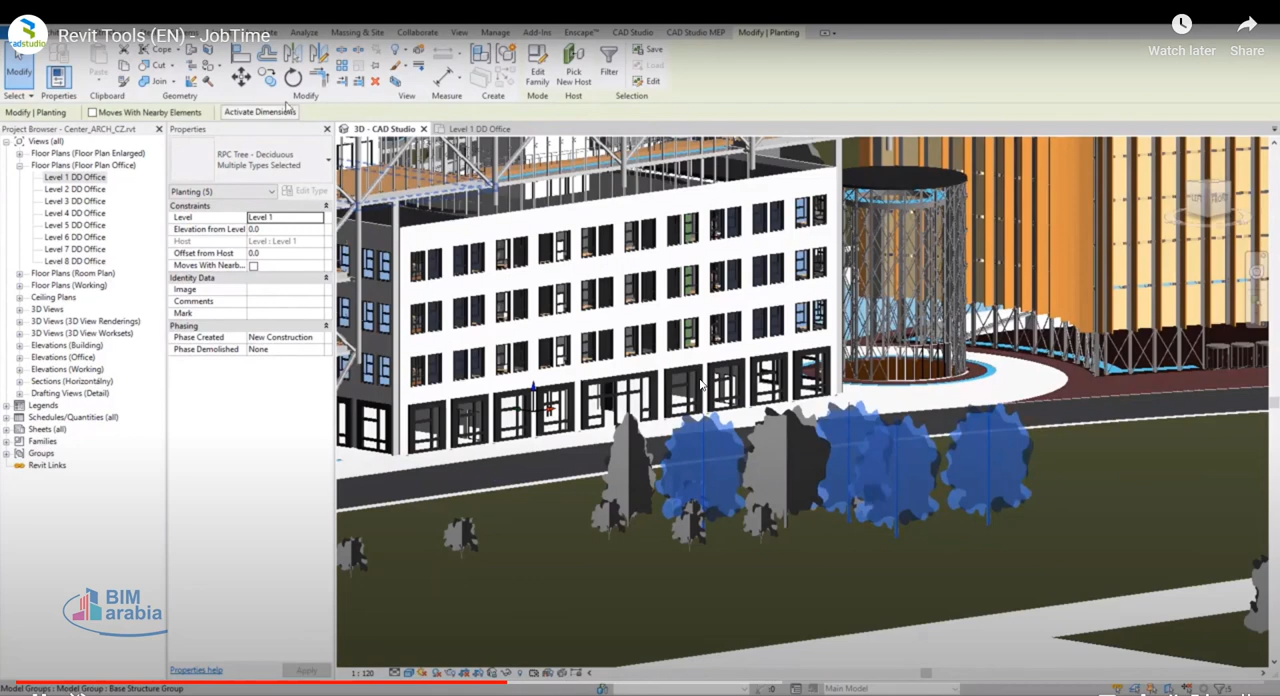 cadstudio
Revit Tools (EN) - JobTime
Watch later
Share
Analyze
Massing & Site
Collaborate
View
Manage
Add-Ins
Enscape™
CAD Studio
CAD Studio MEP
Modify | Planting
Modify
Paste
Cope
Cut
Join
Edit
Family
Pick
New Host
Filter
Save
Load
Edit
Select
Properties
Clipboard
Geometry
Modify
View
Measure
Create
Mode
Host
Selection
Modify | Planting
Moves With Nearby Elements
Activate Dimensions
Project Browser - Center_ARCH_CZ.rvt
Views (all)
Floor Plans (Floor Plan Enlarged)
Floor Plans (Floor Plan Office)
Level 1 DD Office
Level 2 DD Office
Level 3 DD Office
Level 4 DD Office
Level 5 DD Office
Level 6 DD Office
Level 7 DD Office
Level 8 DD Office
Floor Plans (Room Plan)
Floor Plans (Working)
Ceiling Plans
3D Views
3D Views (3D View Renderings)
3D Views (3D View Worksets)
Elevations (Building)
Elevations (Office)
Elevations (Working)
Sections (Horizontálný)
Drafting Views (Detail)
Legends
Schedules/Quantities (all)
Sheets (all)
Families
Groups
Revit Links
BIM
arabia
Properties
RPC Tree - Deciduous
Multiple Types Selected
Planting (5)
Edit Type
Constraints
Level Level 1
Elevation from Level 0.0
Host Level : Level 1
Offset from Host 0.0
Moves With Nearb...
Identity Data
Image
Comments
Mark
Phasing
Phase Created New Construction
Phase Demolished None
Properties help
Apply
3D - CAD Studio
Level 1 DD Office
1 : 120
Model Groups : Model Group : Base Structure Group
:0
Main Model